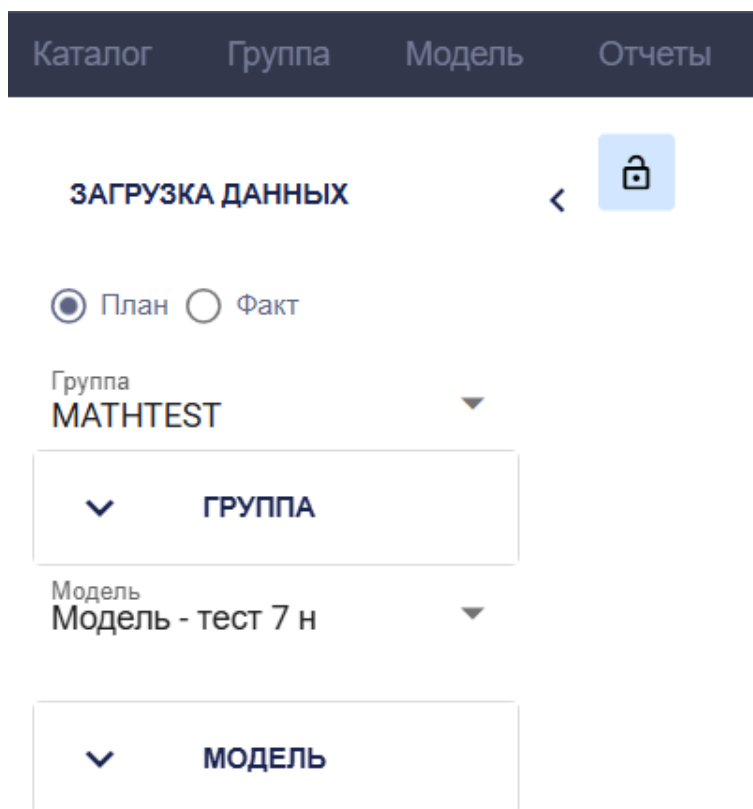 Каталог Группа Модель Отчеты
ЗАГРУЗКА ДАННЫХ
План Факт
Группа
MATHTEST
ГРУППА
Модель
Модель - тест 7 н
МОДЕЛЬ